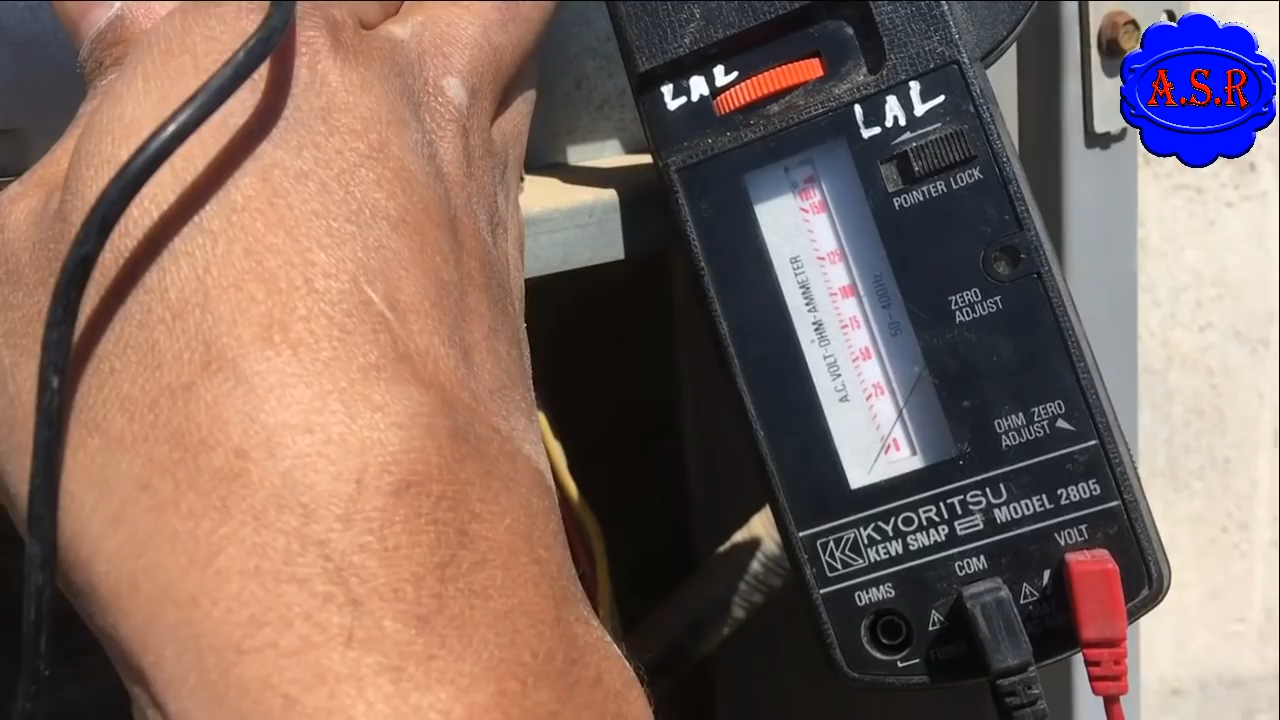 A.S.R
LAL
LAL
POINTER LOCK
150
125
100
75
50
25
0
A.C. VOLT-OHM-AMMETER
50~400Hz
ZERO
ADJUST
OHM ZERO
ADJUST
KYORITSU
KEW SNAP
MODEL 2805
OHMS
COM
VOLT